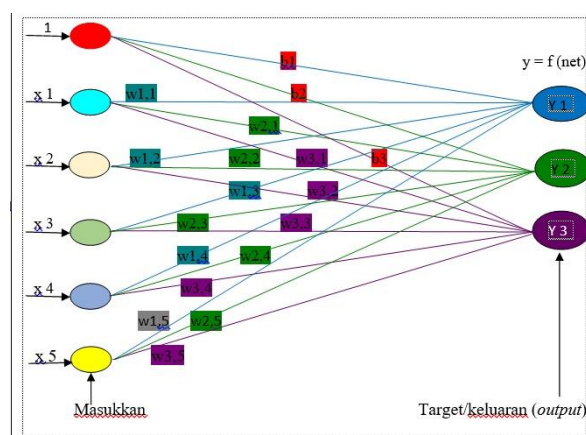 1
b1
y = f (net)
x 1
w1,1
b2
Y 1
w2,1
x 2
w1,2
w2,2
w3,1
b3
Y 2
w1,3
w3,2
x 3
w2,3
w3,3
Y 3
w1,4
w2,4
x 4
w3,4
w1,5
w2,5
x 5
w3,5
Masukkan
Target/keluaran (output)